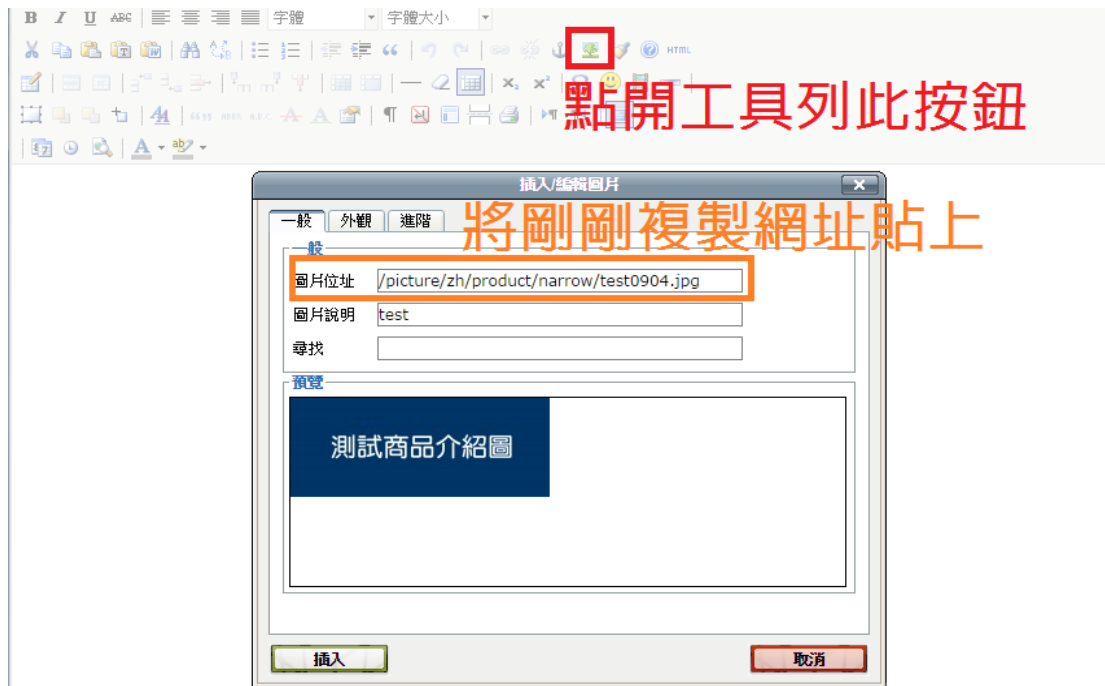 B I U ABC 字體 字體大小
HTML
點開工具列此按鈕
插入/編輯圖片
一般 外觀 進階
將剛剛複製網址貼上
一般
圖片位址 /picture/zh/product/narrow/test0904.jpg
圖片說明 test
尋找
預覽
測試商品介紹圖
插入 取消